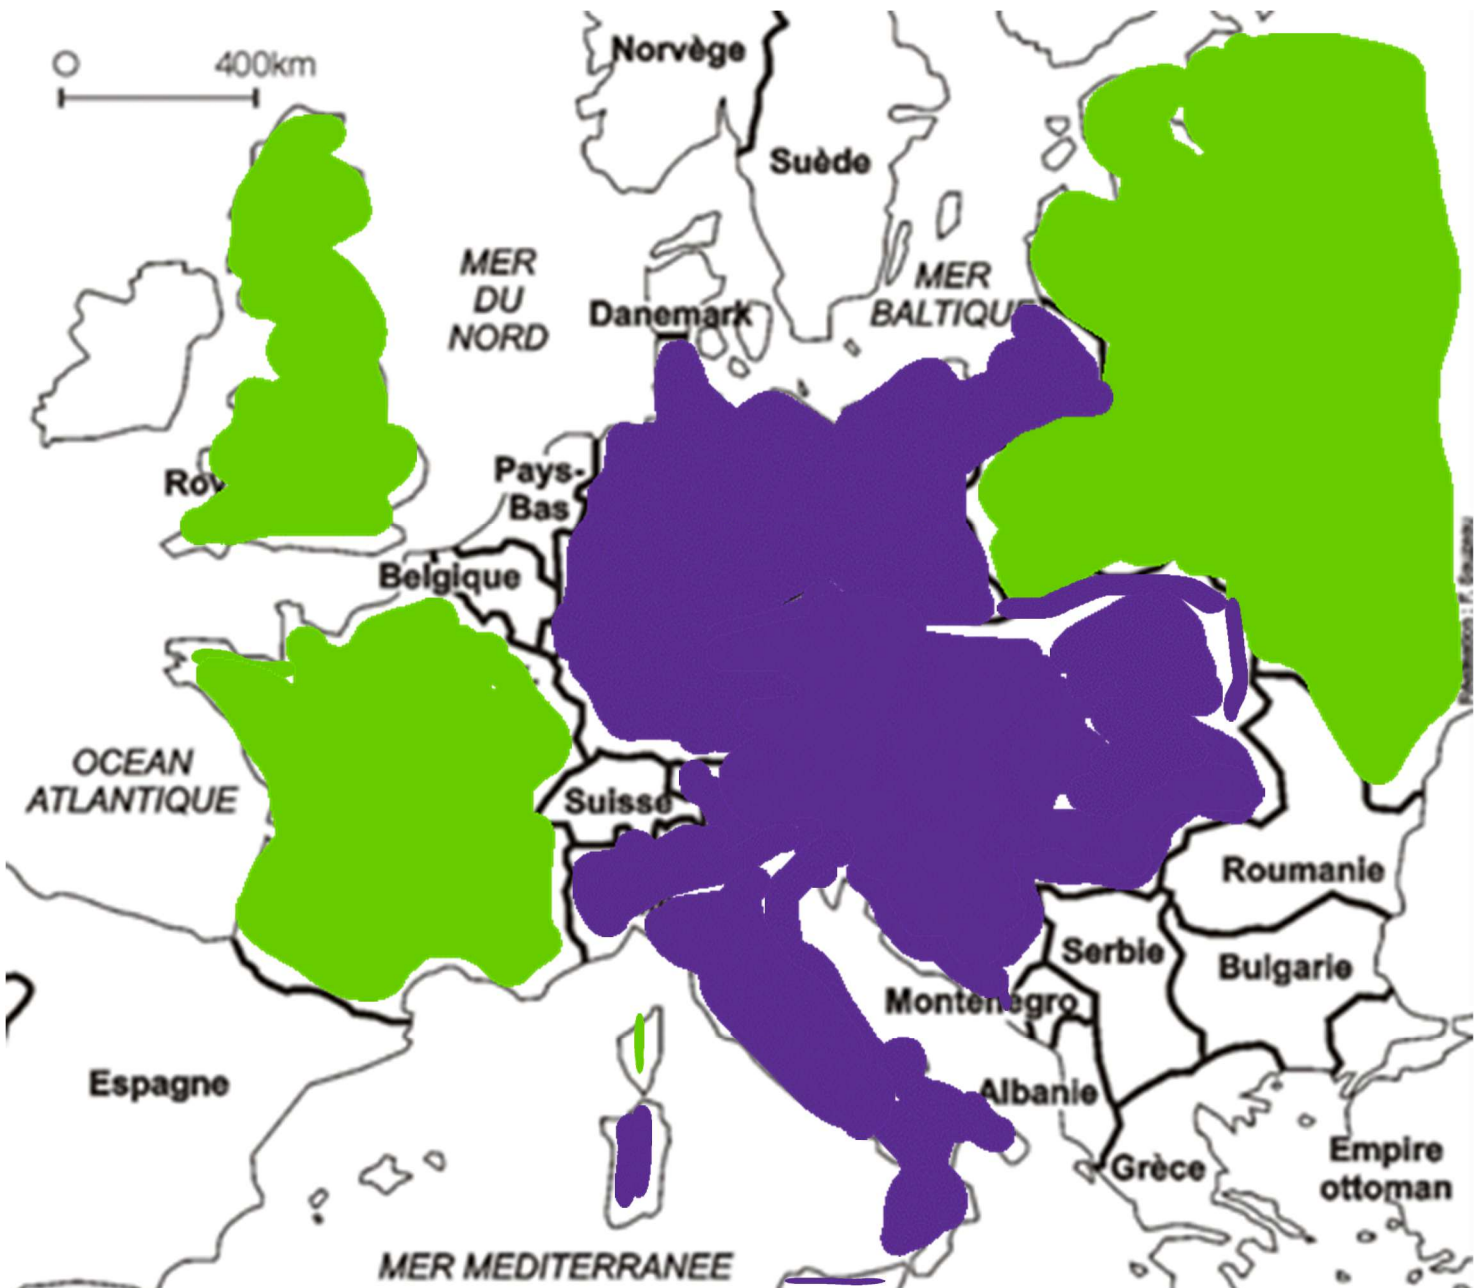 0 400km
Norvège
Suède
MER
DU
NORD
MER
BALTIQUE
Danemark
Pays-
Bas
Belgique
OCEAN
ATLANTIQUE
Suisse
Roumanie
Serbie
Bulgarie
Montenegro
Espagne
Albanie
Grèce
Empire
ottoman
MER MEDITERRANEE